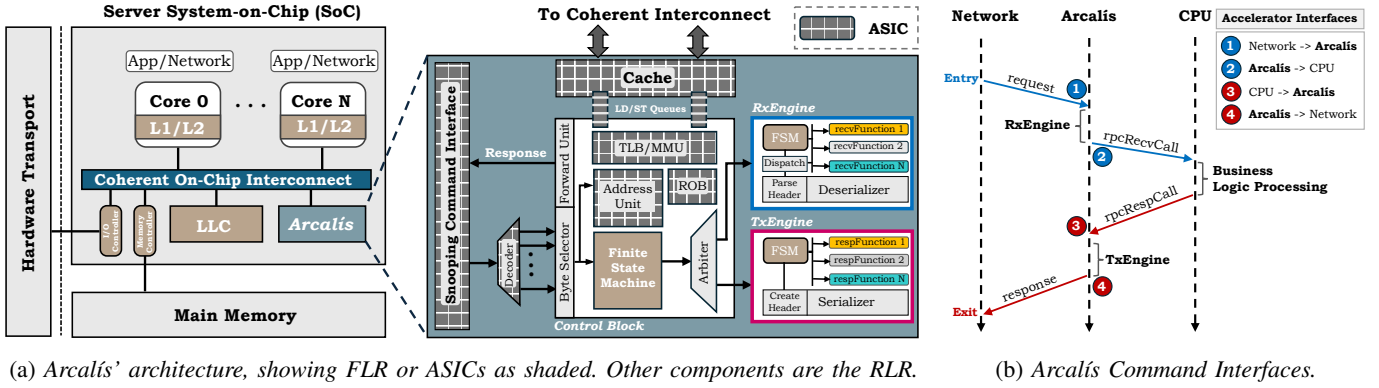 Server System-on-Chip (SoC)
Hardware Transport
App/Network
App/Network
Core 0
. . .
Core N
L1/L2
L1/L2
Coherent On-Chip Interconnect
I/O
Controller
Memory
Controller
LLC
Arcalís
Main Memory
To Coherent Interconnect
ASIC
Snooping Command Interface
Cache
LD/ST Queues
Response
Forward Unit
TLB/MMU
Address
Unit
ROB
Decoder
Byte Selector
Finite
State
Machine
Arbiter
Control Block
RxEngine
FSM
recvFunction 1
recvFunction 2
recvFunction N
Dispatch
Parse
Header
Deserializer
TxEngine
FSM
respFunction 1
respFunction 2
respFunction N
Create
Header
Serializer
(a) Arcalís' architecture, showing FLR or ASICs as shaded. Other components are the RLR.
Network
Arcalís
CPU
Entry
request
1
RxEngine
rpcRecvCall
2
Business
Logic Processing
rpcRespCall
3
TxEngine
response
4
Exit
Accelerator Interfaces
1 Network -> Arcalís
2 Arcalís -> CPU
3 CPU -> Arcalís
4 Arcalís -> Network
(b) Arcalís Command Interfaces.